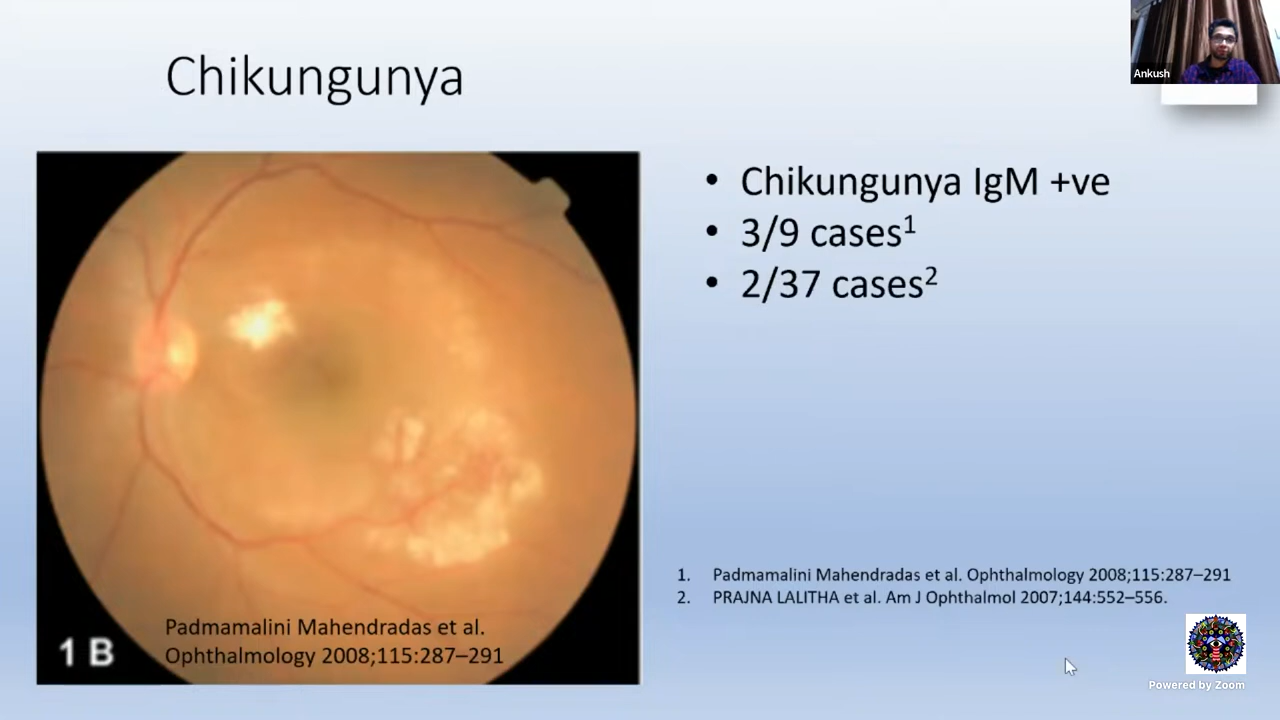 Chikungunya
Ankush
• Chikungunya IgM +ve
• 3/9 cases¹
• 2/37 cases²
1 B
Padmamalini Mahendradas et al.
Ophthalmology 2008;115:287–291
1. Padmamalini Mahendradas et al. Ophthalmology 2008;115:287–291
2. PRAJNA LALITHA et al. Am J Ophthalmol 2007;144:552–556.
Powered by Zoom